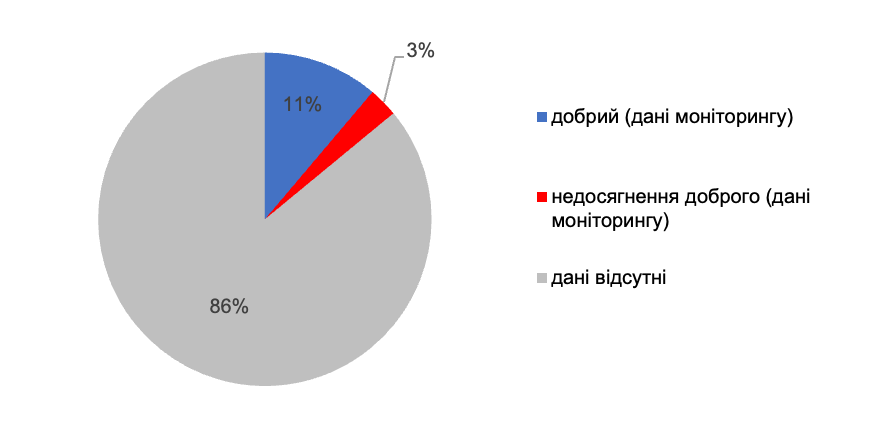 3%
11%
86%
добрий (дані моніторингу)
недосягнення доброго (дані
моніторингу)
дані відсутні